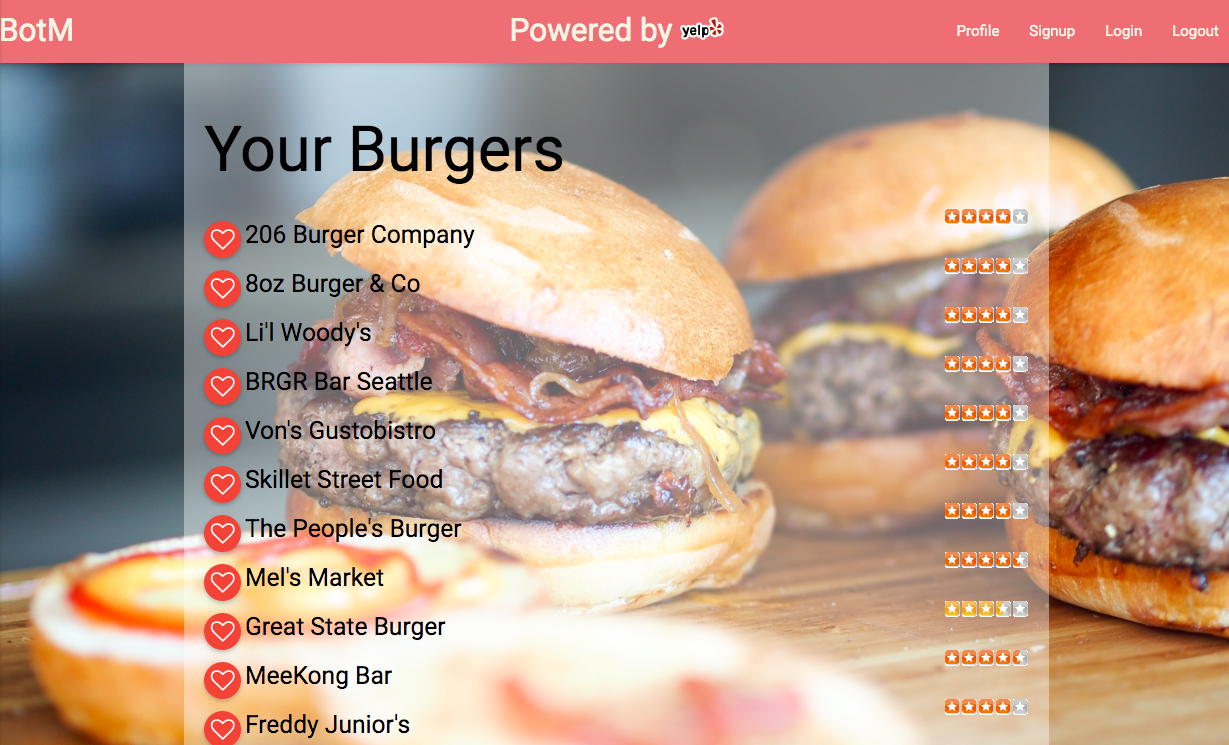 BotM
Powered by yelp
Profile Signup Login Logout
Your Burgers
206 Burger Company
8oz Burger & Co
Li'l Woody's
BRGR Bar Seattle
Von's Gustobistro
Skillet Street Food
The People's Burger
Mel's Market
Great State Burger
MeeKong Bar
Freddy Junior's